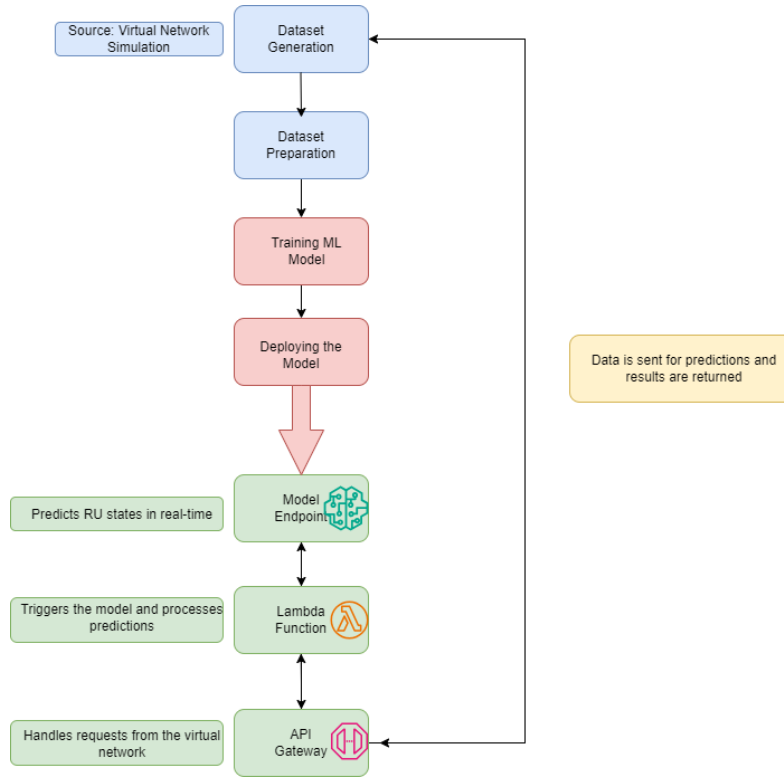 Source: Virtual Network
Simulation
Dataset
Generation
Dataset
Preparation
Training ML
Model
Deploying the
Model
Data is sent for predictions and
results are returned
Predicts RU states in real-time
Model
Endpoint
Triggers the model and processes
predictions
Lambda
Function
Handles requests from the virtual
network
API
Gateway